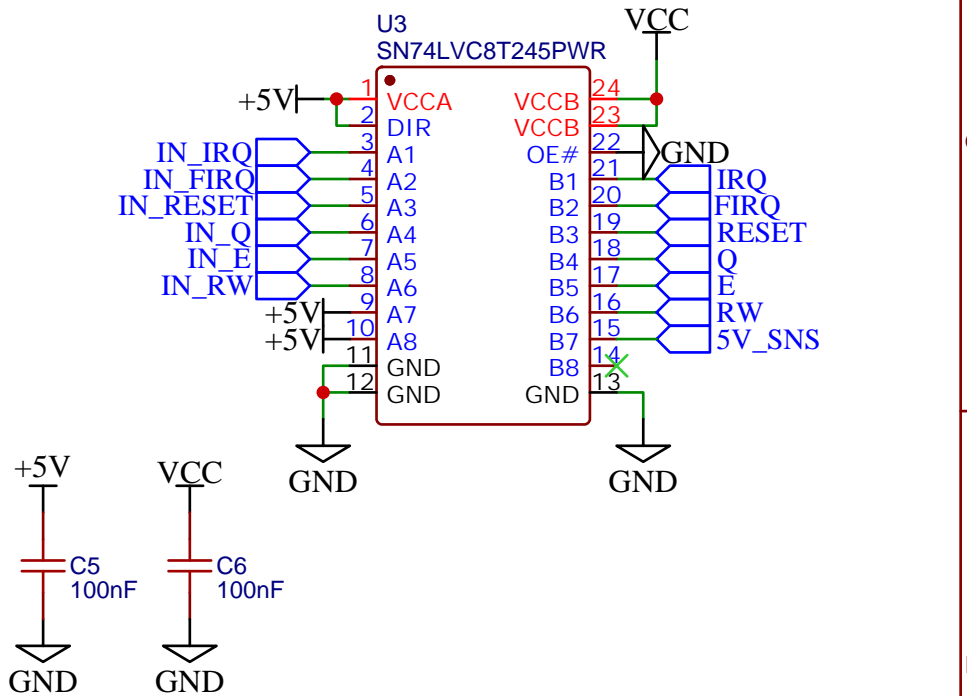 U3
SN74LVC8T245PWR
VCC
+5V
1 VCCA VCCB 24
2 DIR VCCB 23
IN_IRQ 3 A1 OE# 22 GND
IN_FIRQ 4 A2 B1 21 IRQ
IN_RESET 5 A3 B2 20 FIRQ
IN_Q 6 A4 B3 19 RESET
IN_E 7 A5 B4 18 Q
IN_RW 8 A6 B5 17 E
+5V 9 A7 B6 16 RW
+5V 10 A8 B7 15 5V_SNS
11 GND B8 14
12 GND GND 13
GND GND
+5V VCC
C5 C6
100nF 100nF
GND GND